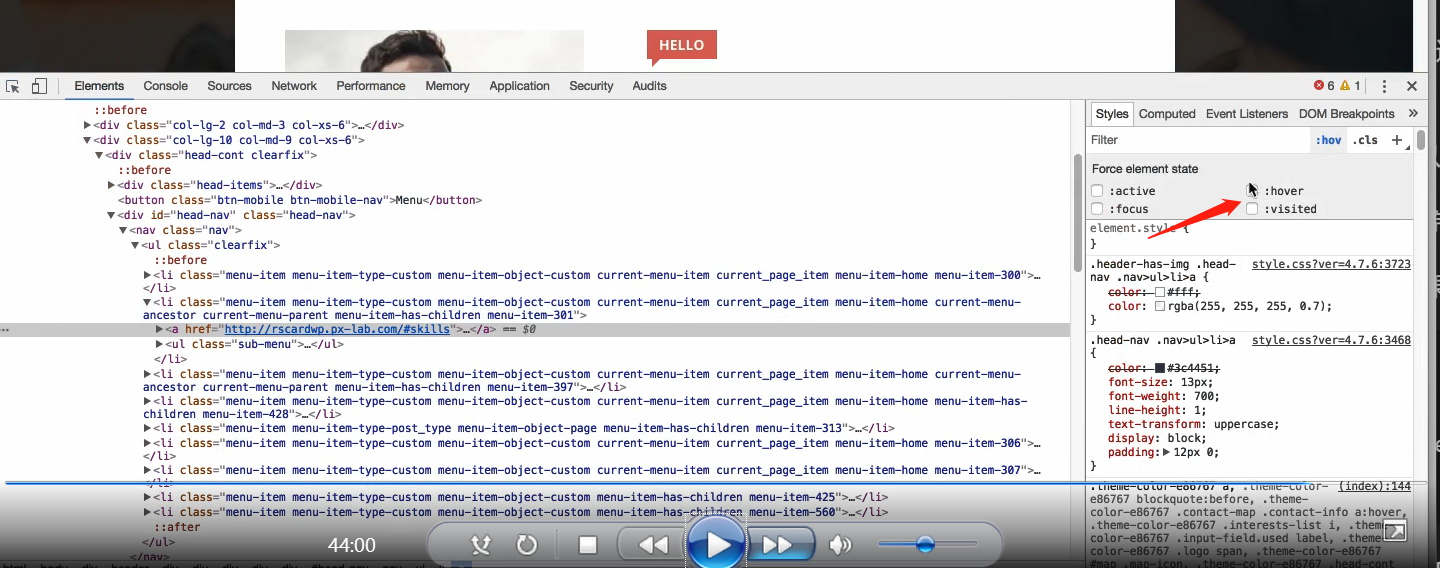 HELLO
Elements Console Sources Network Performance Memory Application Security Audits 6 1
::before
<div class="col-lg-2 col-md-3 col-xs-6">…</div>
<div class="col-lg-10 col-md-9 col-xs-6">
<div class="head-cont clearfix">
::before
<div class="head-items">…</div>
<button class="btn-mobile btn-mobile-nav">Menu</button>
<div id="head-nav" class="head-nav">
<nav class="nav">
<ul class="clearfix">
::before
<li class="menu-item menu-item-type-custom menu-item-object-custom current-menu-item current_page_item menu-item-home menu-item-300">…
</li>
<li class="menu-item menu-item-type-custom menu-item-object-custom current-menu-item current_page_item menu-item-home current-menu-
ancestor current-menu-parent menu-item-has-children menu-item-301">
… <a href="http://rscardwp.px-lab.com/#skills">…</a> == $0
<ul class="sub-menu">…</ul>
</li>
<li class="menu-item menu-item-type-custom menu-item-object-custom current-menu-item current_page_item menu-item-home current-menu-
ancestor current-menu-parent menu-item-has-children menu-item-397">…</li>
<li class="menu-item menu-item-type-custom menu-item-object-custom current-menu-item current_page_item menu-item-home menu-item-has-
children menu-item-428">…</li>
<li class="menu-item menu-item-type-post_type menu-item-object-page menu-item-has-children menu-item-313">…</li>
<li class="menu-item menu-item-type-custom menu-item-object-custom current-menu-item current_page_item menu-item-home menu-item-306">…
</li>
<li class="menu-item menu-item-type-custom menu-item-object-custom current-menu-item current_page_item menu-item-home menu-item-307">…
</li>
<li class="menu-item menu-item-type-custom menu-item-object-custom menu-item-has-children menu-item-425">…</li>
<li class="menu-item menu-item-type-custom menu-item-object-custom menu-item-has-children menu-item-560">…</li>
::after
</ul>
</nav>
Styles Computed Event Listeners DOM Breakpoints »
Filter :hov .cls +
Force element state
:active :hover
:focus :visited
element.style {
}
.header-has-img .head- style.css?ver=4.7.6:3723
nav .nav>ul>li>a {
color: #fff;
color: rgba(255, 255, 255, 0.7);
}
.head-nav .nav>ul>li>a style.css?ver=4.7.6:3468
{
color: #3c4451;
font-size: 13px;
font-weight: 700;
line-height: 1;
text-transform: uppercase;
display: block;
padding: 12px 0;
}
.theme-color-e86767 a, .theme-color- (index):144
e86767 blockquote:before, .theme-
color-e86767 .contact-map .contact-info a:hover,
.theme-color-e86767 .interests-list i, .theme-
color-e86767 .input-field.used label, .theme-
color-e86767 .logo span, .theme-color-e86767
#map .map-icon, .theme-color-e86767 .head-cont
44:00